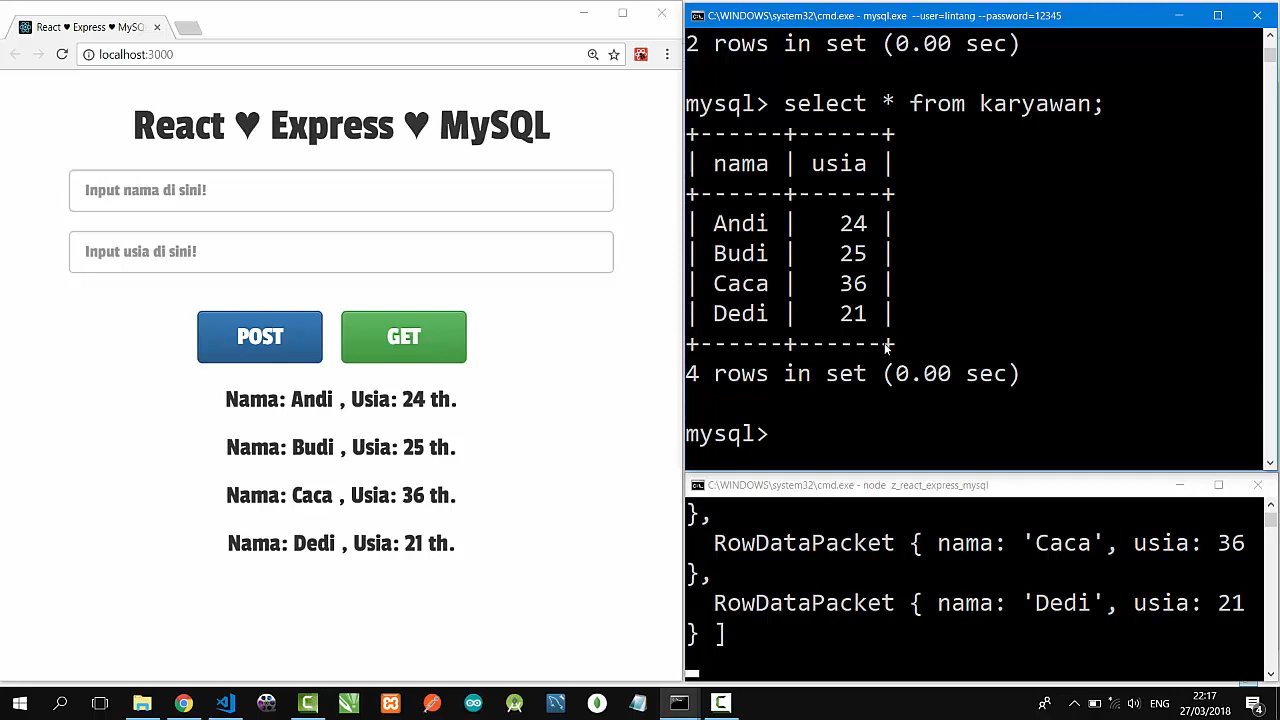 React ♥ Express ♥ MySQ
localhost:3000
React ♥ Express ♥ MySQL
Input nama di sini!
Input usia di sini!
POST
GET
Nama: Andi , Usia: 24 th.
Nama: Budi , Usia: 25 th.
Nama: Caca , Usia: 36 th.
Nama: Dedi , Usia: 21 th.
C:\WINDOWS\system32\cmd.exe - mysql.exe --user=lintang --password=12345
2 rows in set (0.00 sec)
mysql> select * from karyawan;
+------+------+
| nama | usia |
+------+------+
| Andi |   24 |
| Budi |   25 |
| Caca |   36 |
| Dedi |   21 |
+------+------+
4 rows in set (0.00 sec)
mysql>
C:\WINDOWS\system32\cmd.exe - node z_react_express_mysql
},
RowDataPacket { nama: 'Caca', usia: 36
},
RowDataPacket { nama: 'Dedi', usia: 21
} ]
ENG
22:17
27/03/2018
4